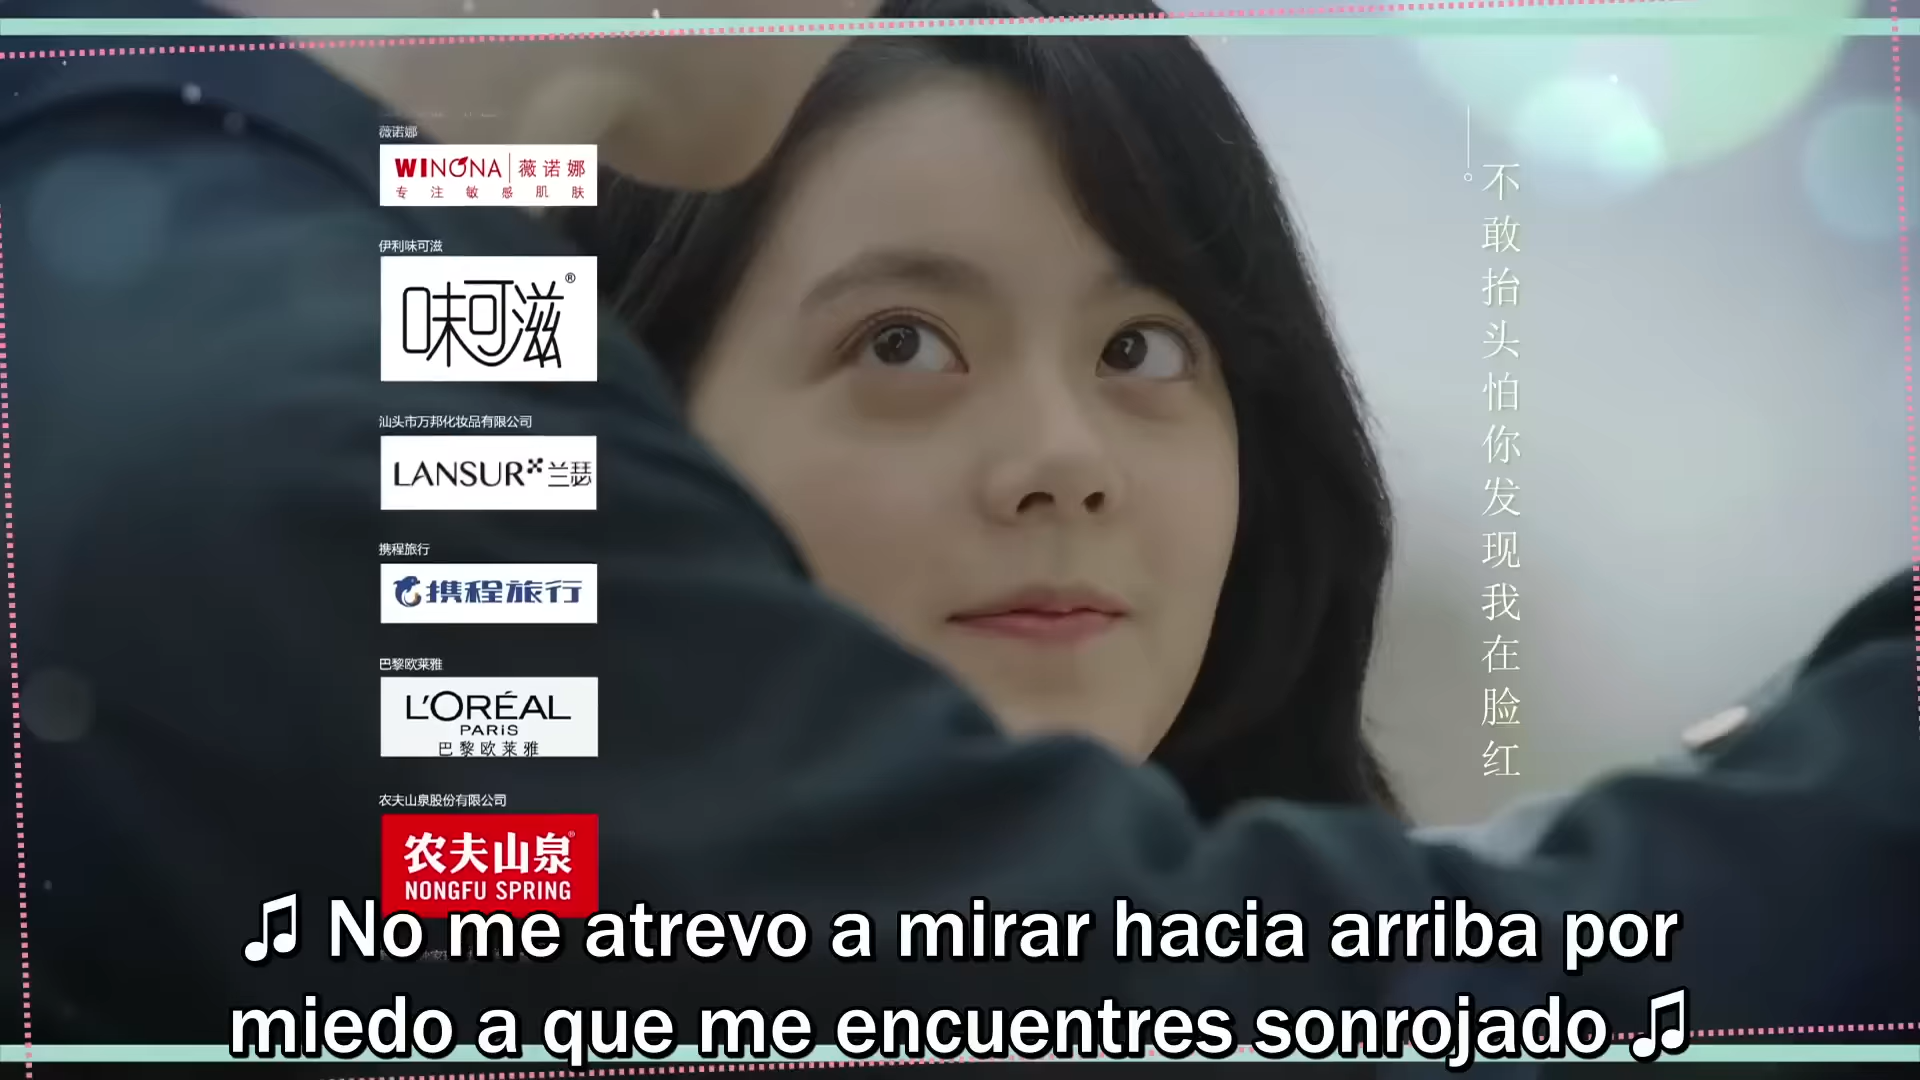 薇诺娜
WINONA 薇诺娜
专注敏感肌肤
伊利味可滋
味可滋®
汕头市万邦化妆品有限公司
LANSUR 兰瑟
携程旅行
携程旅行
巴黎欧莱雅
L'ORÉAL
PARiS
巴黎欧莱雅
农夫山泉股份有限公司
农夫山泉®
NONGFU SPRING
不敢抬头怕你发现我在脸红
♫ No me atrevo a mirar hacia arriba por
miedo a que me encuentres sonrojado ♫